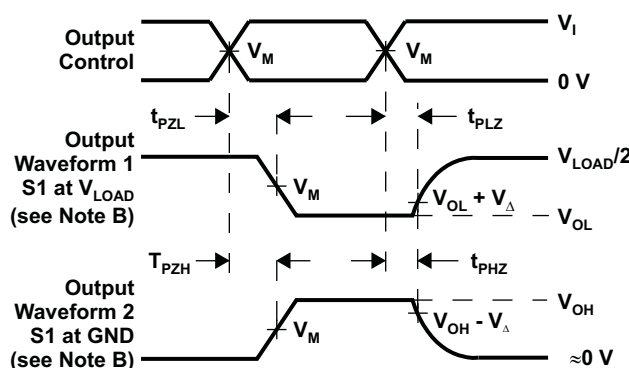 Output
Control
V_M
V_M
V_I
0 V
t_PZL
t_PLZ
Output
Waveform 1
S1 at V_LOAD
(see Note B)
V_M
V_LOAD/2
V_OL + V_Δ
V_OL
T_PZH
t_PHZ
Output
Waveform 2
S1 at GND
(see Note B)
V_M
V_OH
V_OH - V_Δ
≈0 V